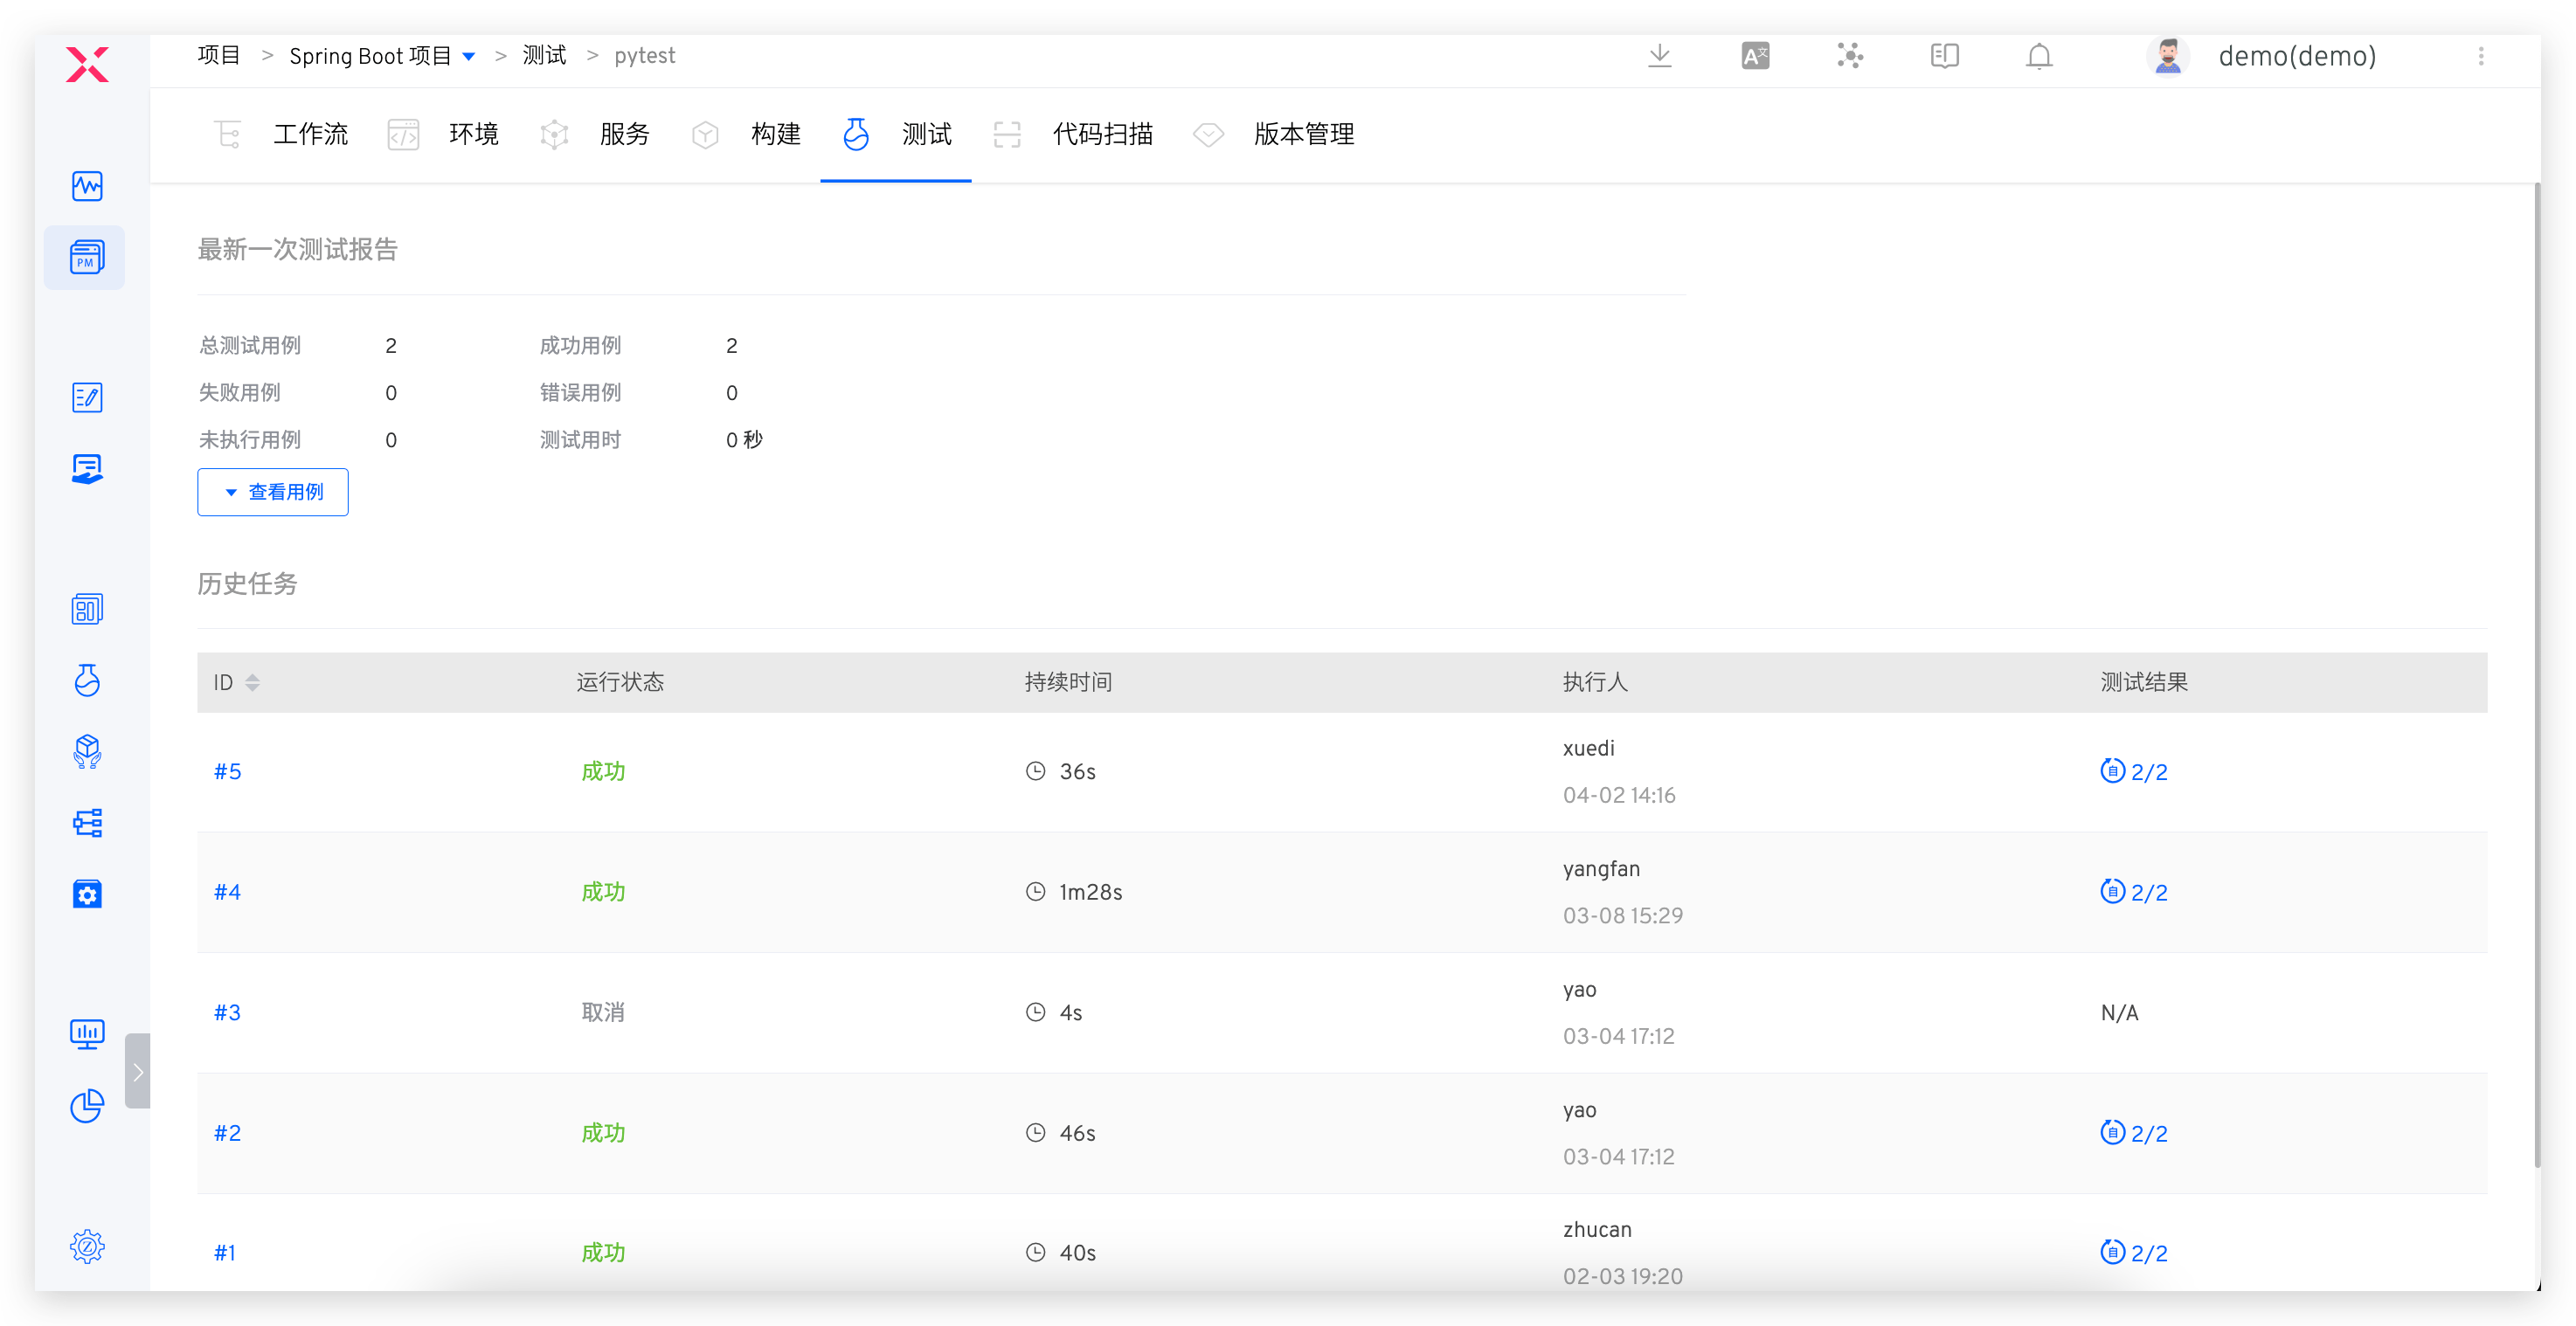 项目 > Spring Boot 项目 > 测试 > pytest
demo(demo)
工作流 环境 服务 构建 测试 代码扫描 版本管理
PM
最新一次测试报告
总测试用例 2 成功用例 2
失败用例 0 错误用例 0
未执行用例 0 测试用时 0 秒
查看用例
历史任务
ID 运行状态 持续时间 执行人 测试结果
#5 成功 36s xuedi 自 2/2
04-02 14:16
#4 成功 1m28s yangfan 自 2/2
03-08 15:29
#3 取消 4s yao N/A
03-04 17:12
#2 成功 46s yao 自 2/2
03-04 17:12
#1 成功 40s zhucan 自 2/2
02-03 19:20